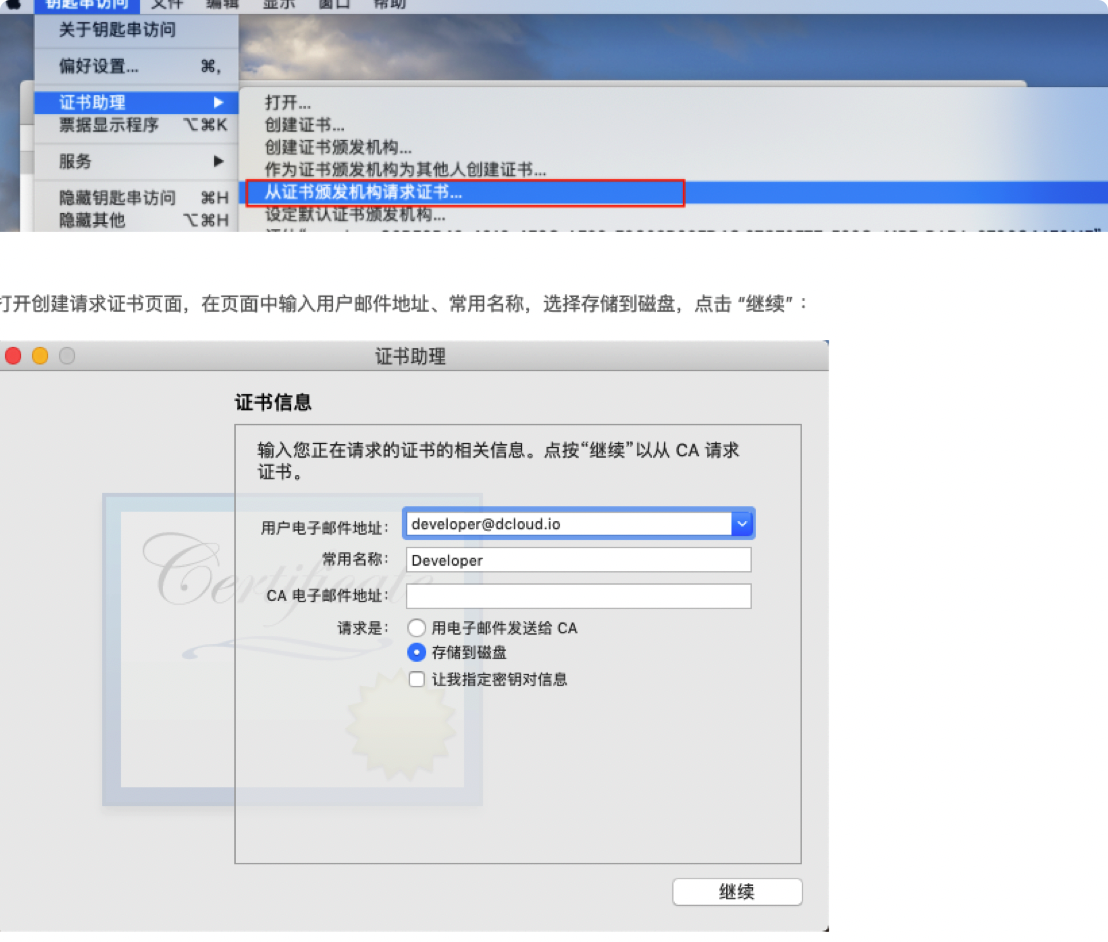 钥匙串访问 文件 编辑 显示 窗口 帮助
关于钥匙串访问
偏好设置... ⌘,
证书助理 ▶
票据显示程序 ⌥⌘K
服务 ▶
隐藏钥匙串访问 ⌘H
隐藏其他 ⌥⌘H
打开...
创建证书...
创建证书颁发机构...
作为证书颁发机构为其他人创建证书...
从证书颁发机构请求证书...
设定默认证书颁发机构...
打开创建请求证书页面，在页面中输入用户邮件地址、常用名称，选择存储到磁盘，点击 “继续” ：
证书助理
证书信息
输入您正在请求的证书的相关信息。点按“继续”以从 CA 请求
证书。
Certificate
用户电子邮件地址： developer@dcloud.io
常用名称： Developer
CA 电子邮件地址：
请求是： 用电子邮件发送给 CA
存储到磁盘
让我指定密钥对信息
继续